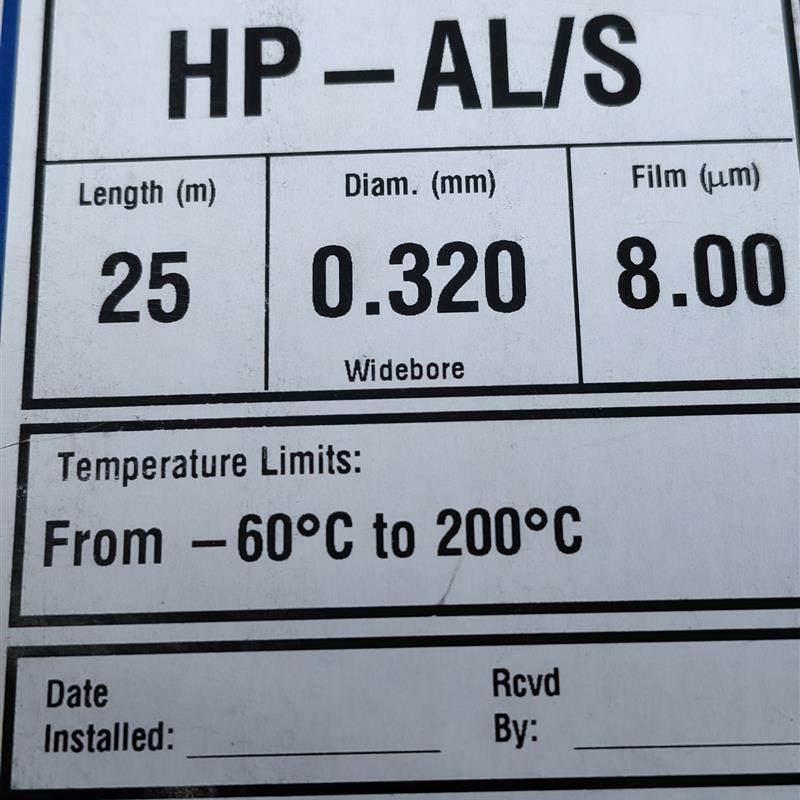 HP – AL/S
Length (m) Diam. (mm) Film (μm)
25 0.320 8.00
Widebore
Temperature Limits:
From –60°C to 200°C
Date Rcvd
Installed: By: